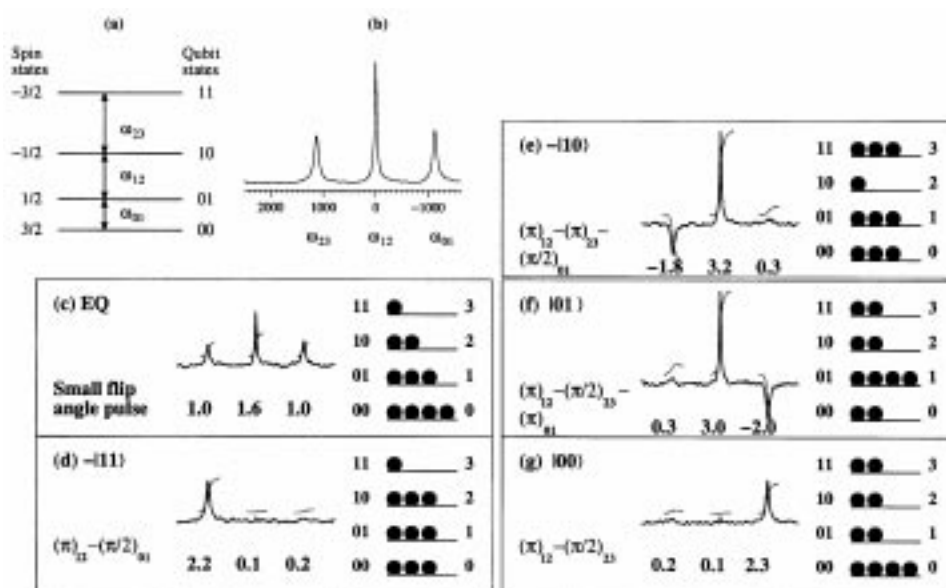 (a)
Spin states
Qubit states
-3/2 11
ω23
-1/2 10
ω12
1/2 01
ω01
3/2 00
(b)
2000 1000 0 -1000
ω23 ω12 ω01
(c) EQ
Small flip angle pulse
1.0 1.6 1.0
11 3
10 2
01 1
00 0
(d) -|11⟩
(π)23-(π/2)01
2.2 0.1 0.2
11 3
10 2
01 1
00 0
(e) -|10⟩
(π)12-(π)23-
(π/2)01
-1.8 3.2 0.3
11 3
10 2
01 1
00 0
(f) |01⟩
(π)12-(π/2)23-
(π)01
0.3 3.0 -2.0
11 3
10 2
01 1
00 0
(g) |00⟩
(π)12-(π/2)23
0.2 0.1 2.3
11 3
10 2
01 1
00 0